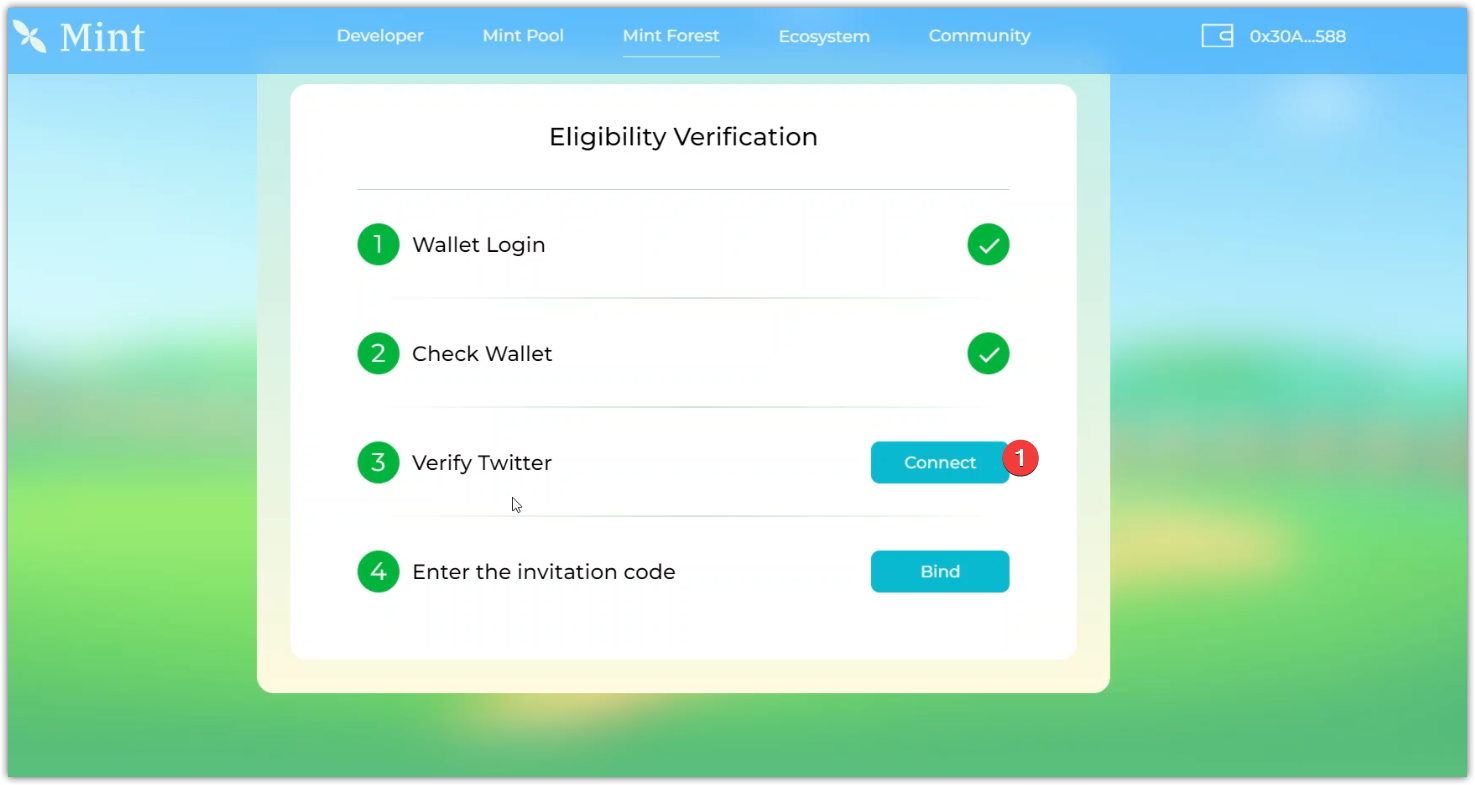 Mint
Developer Mint Pool Mint Forest Ecosystem Community 0x30A...588
Eligibility Verification
1 Wallet Login
2 Check Wallet
3 Verify Twitter Connect 1
4 Enter the invitation code Bind